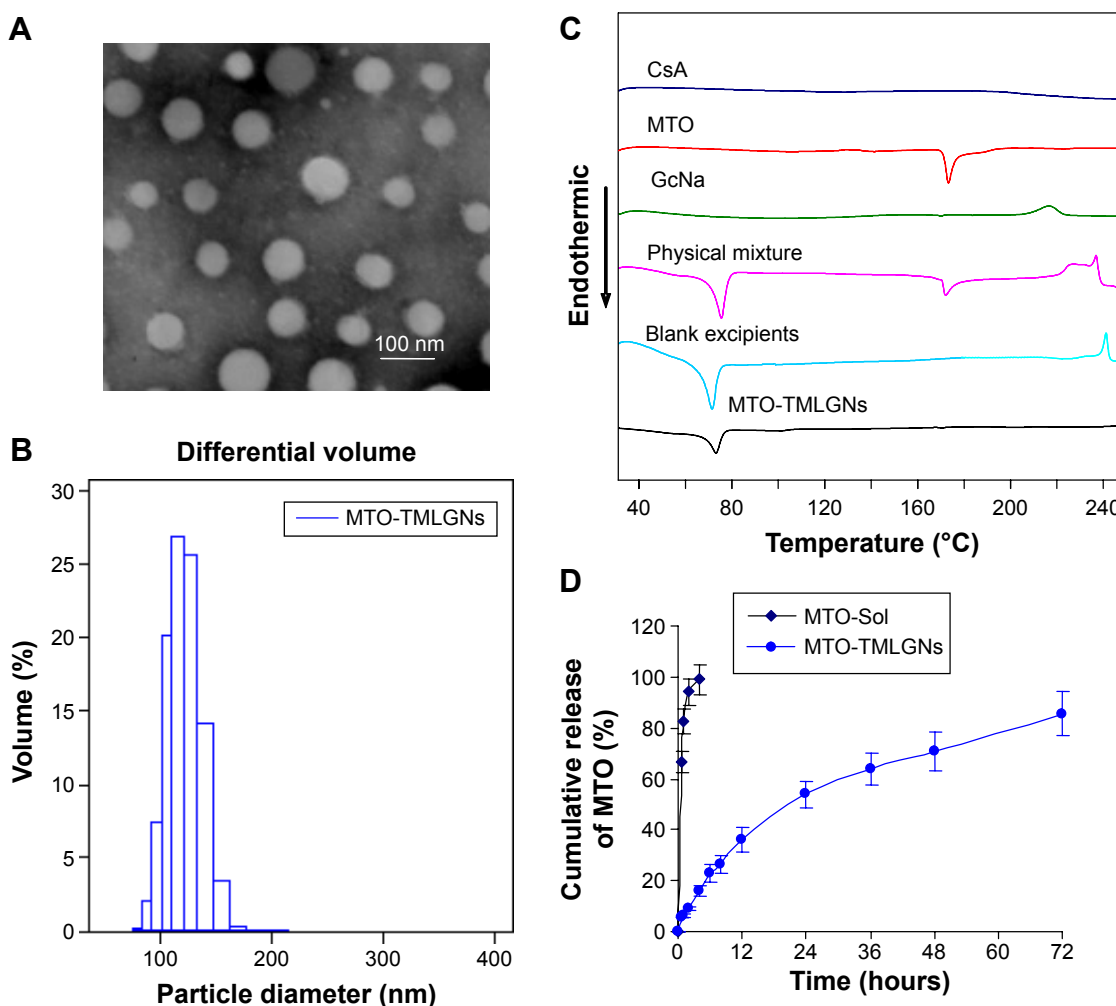 A
100 nm
B
Differential volume
MTO-TMLGNs
30
25
20
15
10
5
0
100
200
300
400
Volume (%)
Particle diameter (nm)
C
CsA
MTO
GcNa
Physical mixture
Blank excipients
MTO-TMLGNs
Endothermic
40
80
120
160
200
240
Temperature (°C)
D
MTO-Sol
MTO-TMLGNs
120
100
80
60
40
20
0
0
12
24
36
48
60
72
Cumulative release
of MTO (%)
Time (hours)